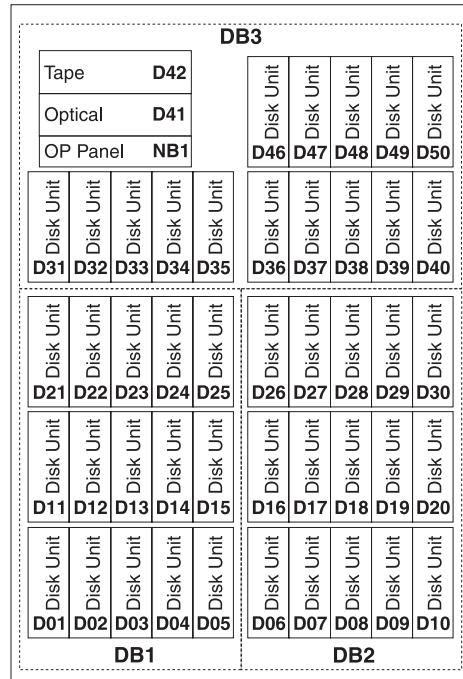 DB3
Tape D42
Optical D41
OP Panel NB1
Disk Unit Disk Unit Disk Unit Disk Unit Disk Unit
D46 D47 D48 D49 D50
Disk Unit Disk Unit Disk Unit Disk Unit Disk Unit
D31 D32 D33 D34 D35
Disk Unit Disk Unit Disk Unit Disk Unit Disk Unit
D36 D37 D38 D39 D40
Disk Unit Disk Unit Disk Unit Disk Unit Disk Unit
D21 D22 D23 D24 D25
Disk Unit Disk Unit Disk Unit Disk Unit Disk Unit
D11 D12 D13 D14 D15
Disk Unit Disk Unit Disk Unit Disk Unit Disk Unit
D01 D02 D03 D04 D05
DB1
Disk Unit Disk Unit Disk Unit Disk Unit Disk Unit
D26 D27 D28 D29 D30
Disk Unit Disk Unit Disk Unit Disk Unit Disk Unit
D16 D17 D18 D19 D20
Disk Unit Disk Unit Disk Unit Disk Unit Disk Unit
D06 D07 D08 D09 D10
DB2